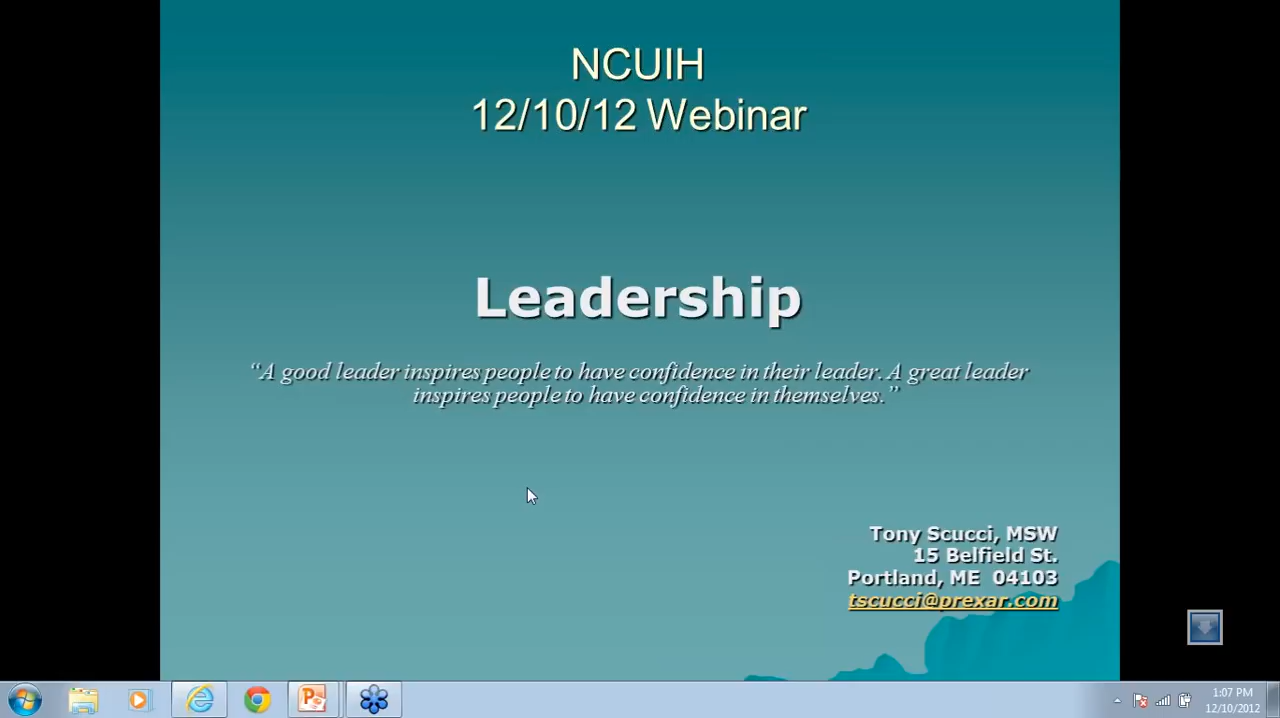 NCUIH
12/10/12 Webinar
Leadership
“A good leader inspires people to have confidence in their leader. A great leader
inspires people to have confidence in themselves.”
Tony Scucci, MSW
15 Belfield St.
Portland, ME  04103
tscucci@prexar.com
1:07 PM
12/10/2012